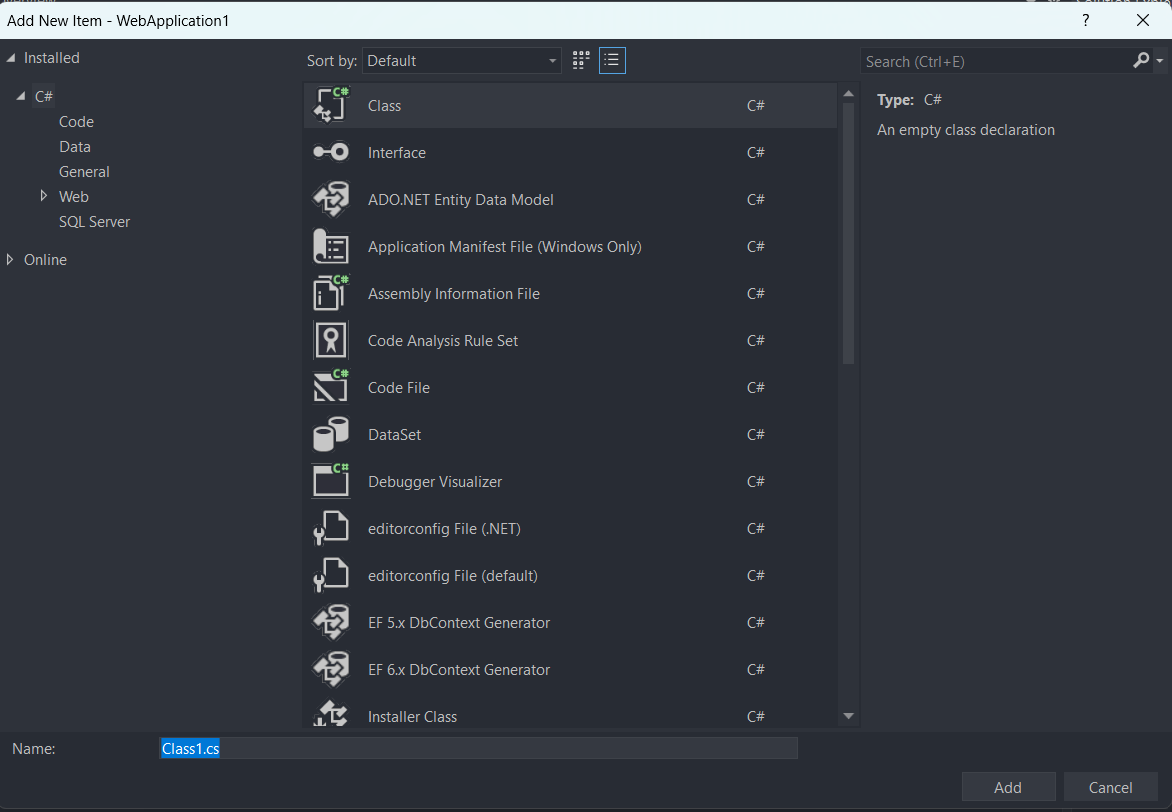 Add New Item - WebApplication1
?
Installed
Sort by: Default
Search (Ctrl+E)
C#
Code
Data
General
Web
SQL Server
Online
C# Class C#
Interface C#
ADO.NET Entity Data Model C#
Application Manifest File (Windows Only) C#
C# Assembly Information File C#
Code Analysis Rule Set C#
C# Code File C#
DataSet C#
C# Debugger Visualizer C#
editorconfig File (.NET) C#
editorconfig File (default) C#
EF 5.x DbContext Generator C#
EF 6.x DbContext Generator C#
Installer Class C#
Type: C#
An empty class declaration
Name: Class1.cs
Add Cancel